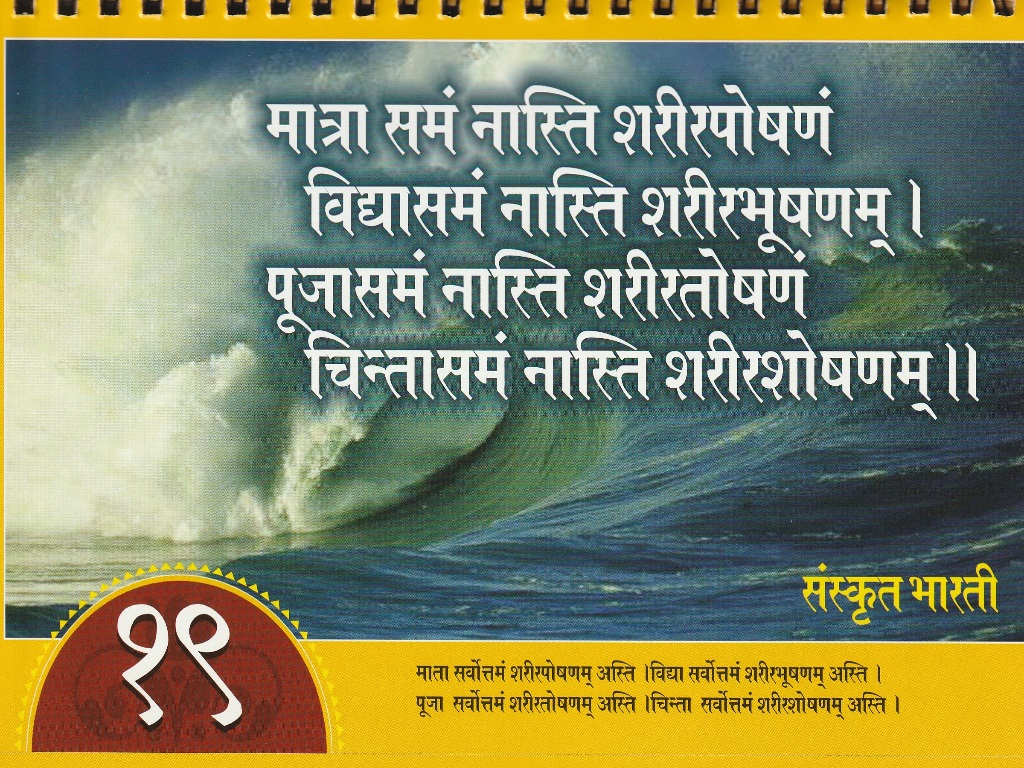 मात्रा समं नास्ति शरीरपोषणं
विद्यासमं नास्ति शरीरभूषणम् ।
पूजासमं नास्ति शरीरतोषणं
चिन्तासमं नास्ति शरीरशोषणम् ।।
संस्कृत भारती
१९
माता सर्वोत्तमं शरीरपोषणम् अस्ति ।विद्या सर्वोत्तमं शरीरभूषणम् अस्ति ।
पूजा सर्वोत्तमं शरीरतोषणम् अस्ति ।चिन्ता सर्वोत्तमं शरीरशोषणम् अस्ति ।